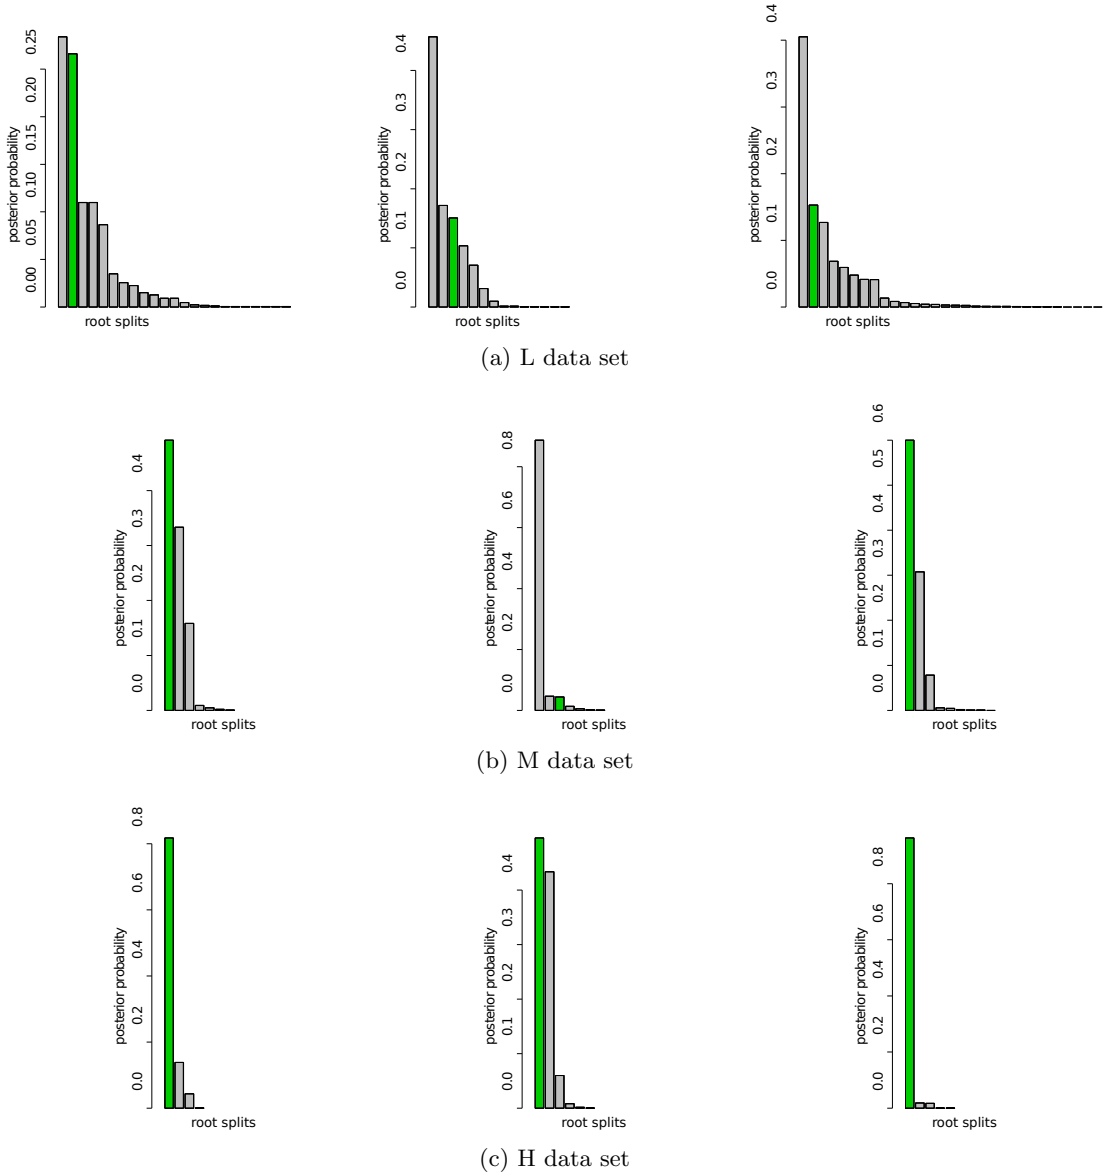 posterior probability
0.00 0.05 0.10 0.15 0.20 0.25
root splits
posterior probability
0.0 0.1 0.2 0.3 0.4
root splits
posterior probability
0.0 0.1 0.2 0.3 0.4
root splits
(a) L data set
posterior probability
0.0 0.1 0.2 0.3 0.4
root splits
posterior probability
0.0 0.2 0.4 0.6 0.8
root splits
posterior probability
0.0 0.1 0.2 0.3 0.4 0.5 0.6
root splits
(b) M data set
posterior probability
0.0 0.2 0.4 0.6 0.8
root splits
posterior probability
0.0 0.1 0.2 0.3 0.4
root splits
posterior probability
0.0 0.2 0.4 0.6 0.8
root splits
(c) H data set